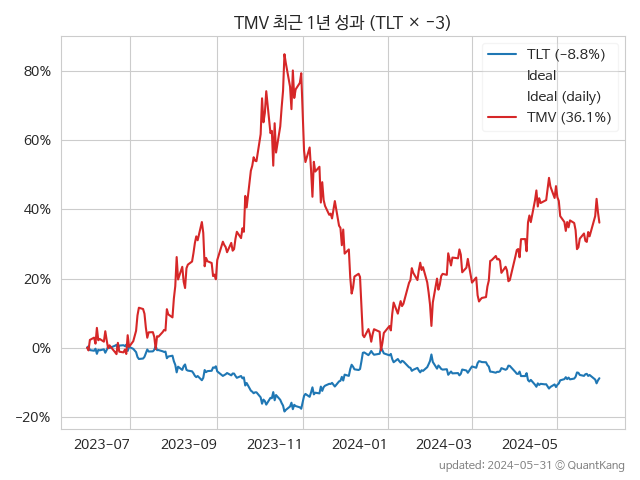 TMV 최근 1년 성과 (TLT × -3)
TLT (-8.8%)
Ideal
Ideal (daily)
TMV (36.1%)
80%
60%
40%
20%
0%
-20%
2023-07 2023-09 2023-11 2024-01 2024-03 2024-05
updated: 2024-05-31 © QuantKang